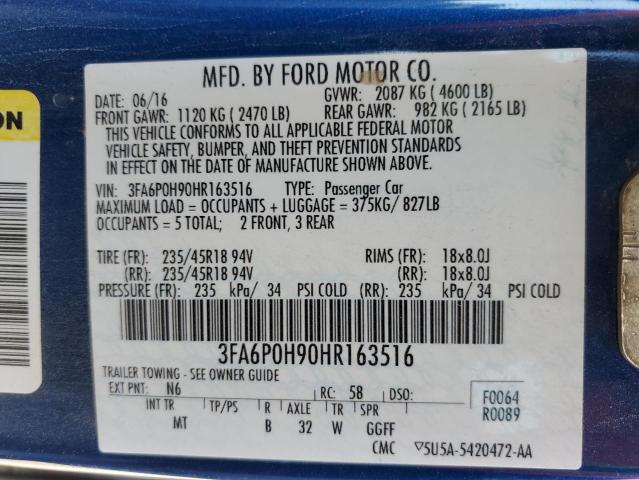 MFD. BY FORD MOTOR CO.
DATE: 06/16 GVWR: 2087 KG ( 4600 LB)
FRONT GAWR: 1120 KG ( 2470 LB) REAR GAWR: 982 KG ( 2165 LB)
THIS VEHICLE CONFORMS TO ALL APPLICABLE FEDERAL MOTOR
VEHICLE SAFETY, BUMPER, AND THEFT PREVENTION STANDARDS
IN EFFECT ON THE DATE OF MANUFACTURE SHOWN ABOVE.
VIN: 3FA6P0H90HR163516 TYPE: Passenger Car
MAXIMUM LOAD = OCCUPANTS + LUGGAGE = 375KG/ 827LB
OCCUPANTS = 5 TOTAL; 2 FRONT, 3 REAR
TIRE (FR): 235/45R18 94V RIMS (FR): 18x8.0J
(RR): 235/45R18 94V (RR): 18x8.0J
PRESSURE (FR): 235 kPa/ 34 PSI COLD (RR): 235 kPa/ 34 PSI COLD
3FA6P0H90HR163516
TRAILER TOWING - SEE OWNER GUIDE
EXT PNT: N6 RC: 58 DSO: F0064
INT TR TP/PS R AXLE TR SPR R0089
MT B 32 W GGFF
CMC ▽5U5A-5420472-AA
ON